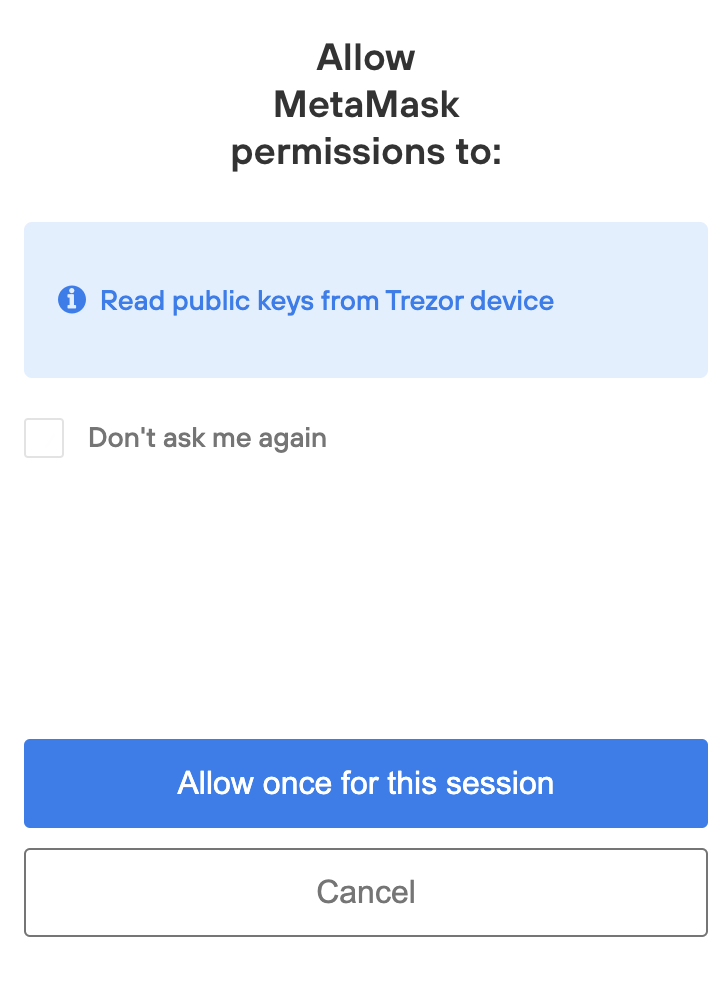 Allow
MetaMask
permissions to:
Read public keys from Trezor device
Don't ask me again
Allow once for this session
Cancel